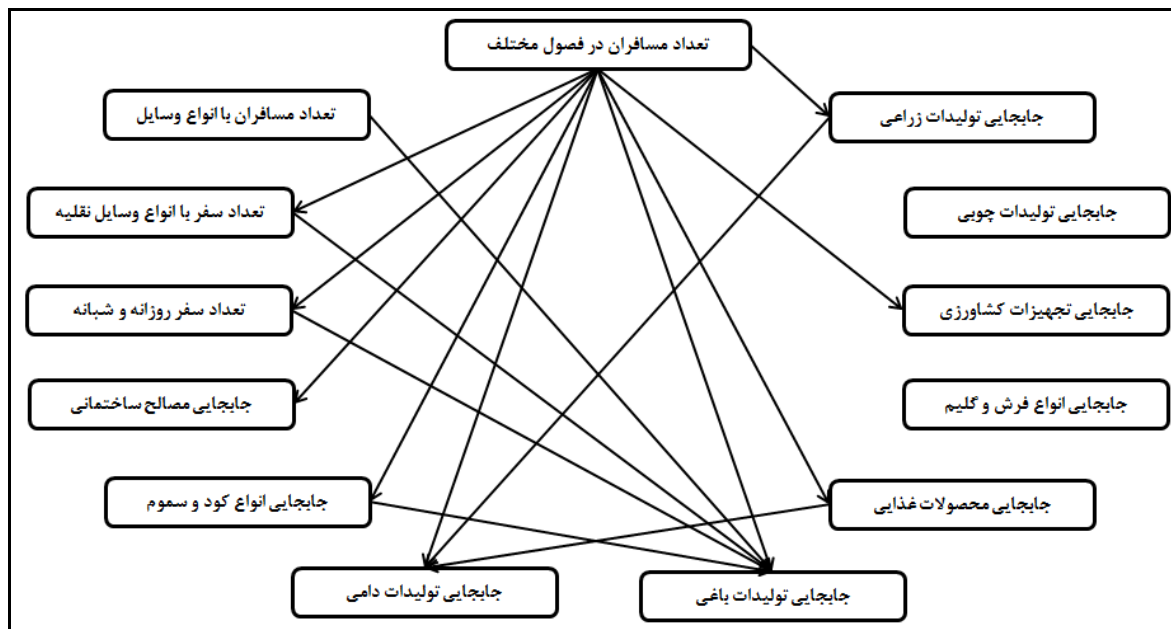 تعداد مسافران در فصول مختلف
تعداد مسافران با انواع وسایل
جابجایی تولیدات زراعی
تعداد سفر با انواع وسایل نقلیه
جابجایی تولیدات چوبی
تعداد سفر روزانه و شبانه
جابجایی تجهیزات کشاورزی
جابجایی مصالح ساختمانی
جابجایی انواع فرش و گلیم
جابجایی انواع کود و سموم
جابجایی محصولات غذایی
جابجایی تولیدات دامی
جابجایی تولیدات باغی